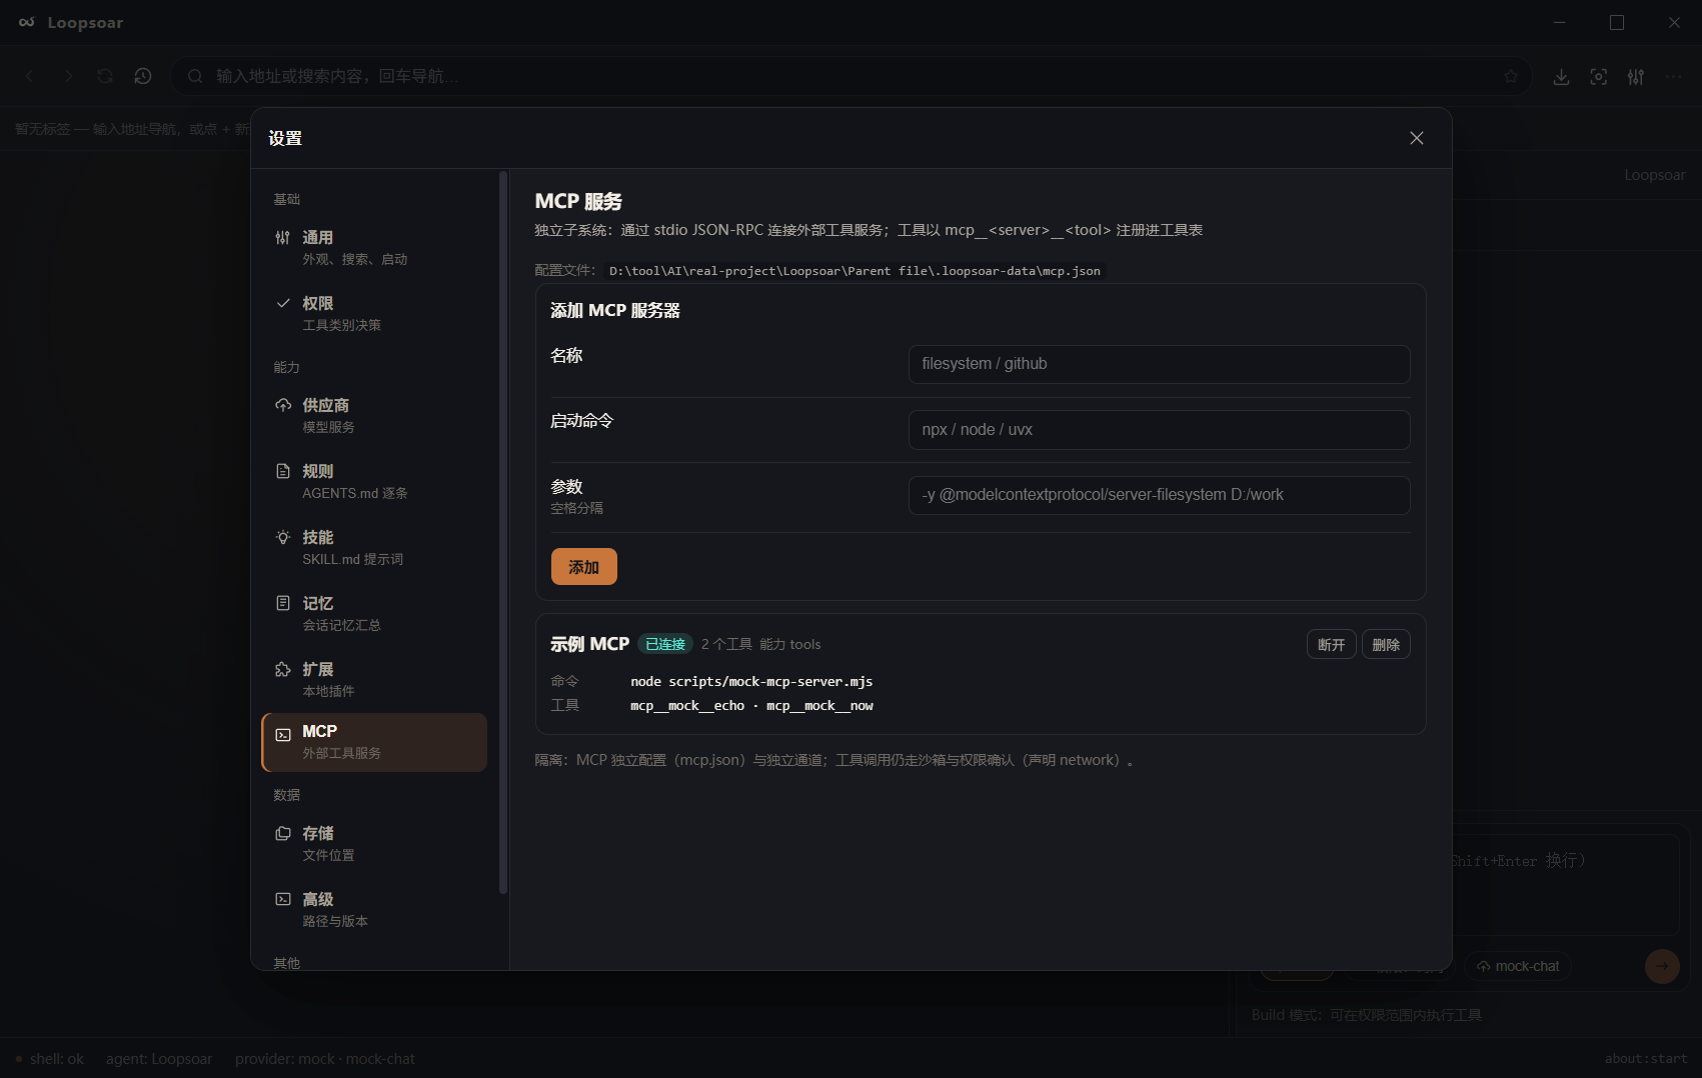 Loopsoar
输入地址或搜索内容，回车导航...
暂无标签 — 输入地址导航，或点 + 新
Loopsoar
设置
基础
通用
外观、搜索、启动
权限
工具类别决策
能力
供应商
模型服务
规则
AGENTS.md 逐条
技能
SKILL.md 提示词
记忆
会话记忆汇总
扩展
本地插件
MCP
外部工具服务
数据
存储
文件位置
高级
路径与版本
其他
MCP 服务
独立子系统：通过 stdio JSON-RPC 连接外部工具服务；工具以 mcp__<server>__<tool> 注册进工具表
配置文件： D:\tool\AI\real-project\Loopsoar\Parent file\.loopsoar-data\mcp.json
添加 MCP 服务器
名称
filesystem / github
启动命令
npx / node / uvx
参数
空格分隔
-y @modelcontextprotocol/server-filesystem D:/work
添加
示例 MCP 已连接 2 个工具 能力 tools 断开 删除
命令 node scripts/mock-mcp-server.mjs
工具 mcp__mock__echo · mcp__mock__now
隔离：MCP 独立配置（mcp.json）与独立通道；工具调用仍走沙箱与权限确认（声明 network）。
Shift+Enter 换行）
mock-chat
Build 模式：可在权限范围内执行工具
shell: ok agent: Loopsoar provider: mock · mock-chat about:start